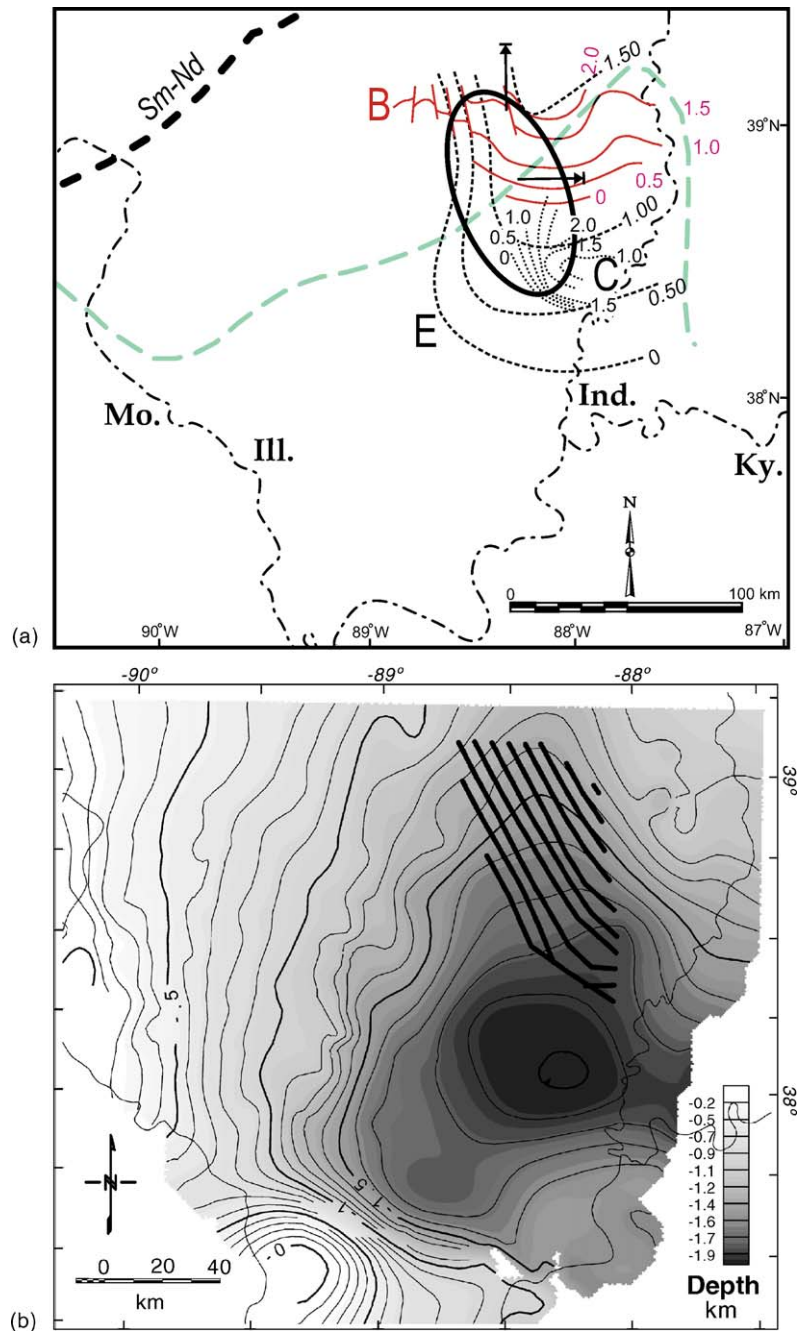 Sm-Nd
1.50
2.0
B
1.5
39°N
1.0
0.5
0
1.0
2.0
1.00
0.5
1.5
0
1.0
C
0.50
1.5
E
0
38°N
Mo.
Ind.
Ill.
Ky.
N
0
100 km
(a)
90°W
89°W
88°W
87°W
-90°
-89°
-88°
39°
-.5
38°
-0.2
-0.5
-0.7
-0.9
-1.1
-1.2
-1.4
-1.6
-1.7
-1.9
N
-1.5
-1.
-0
0
20
40
km
Depth
km
(b)